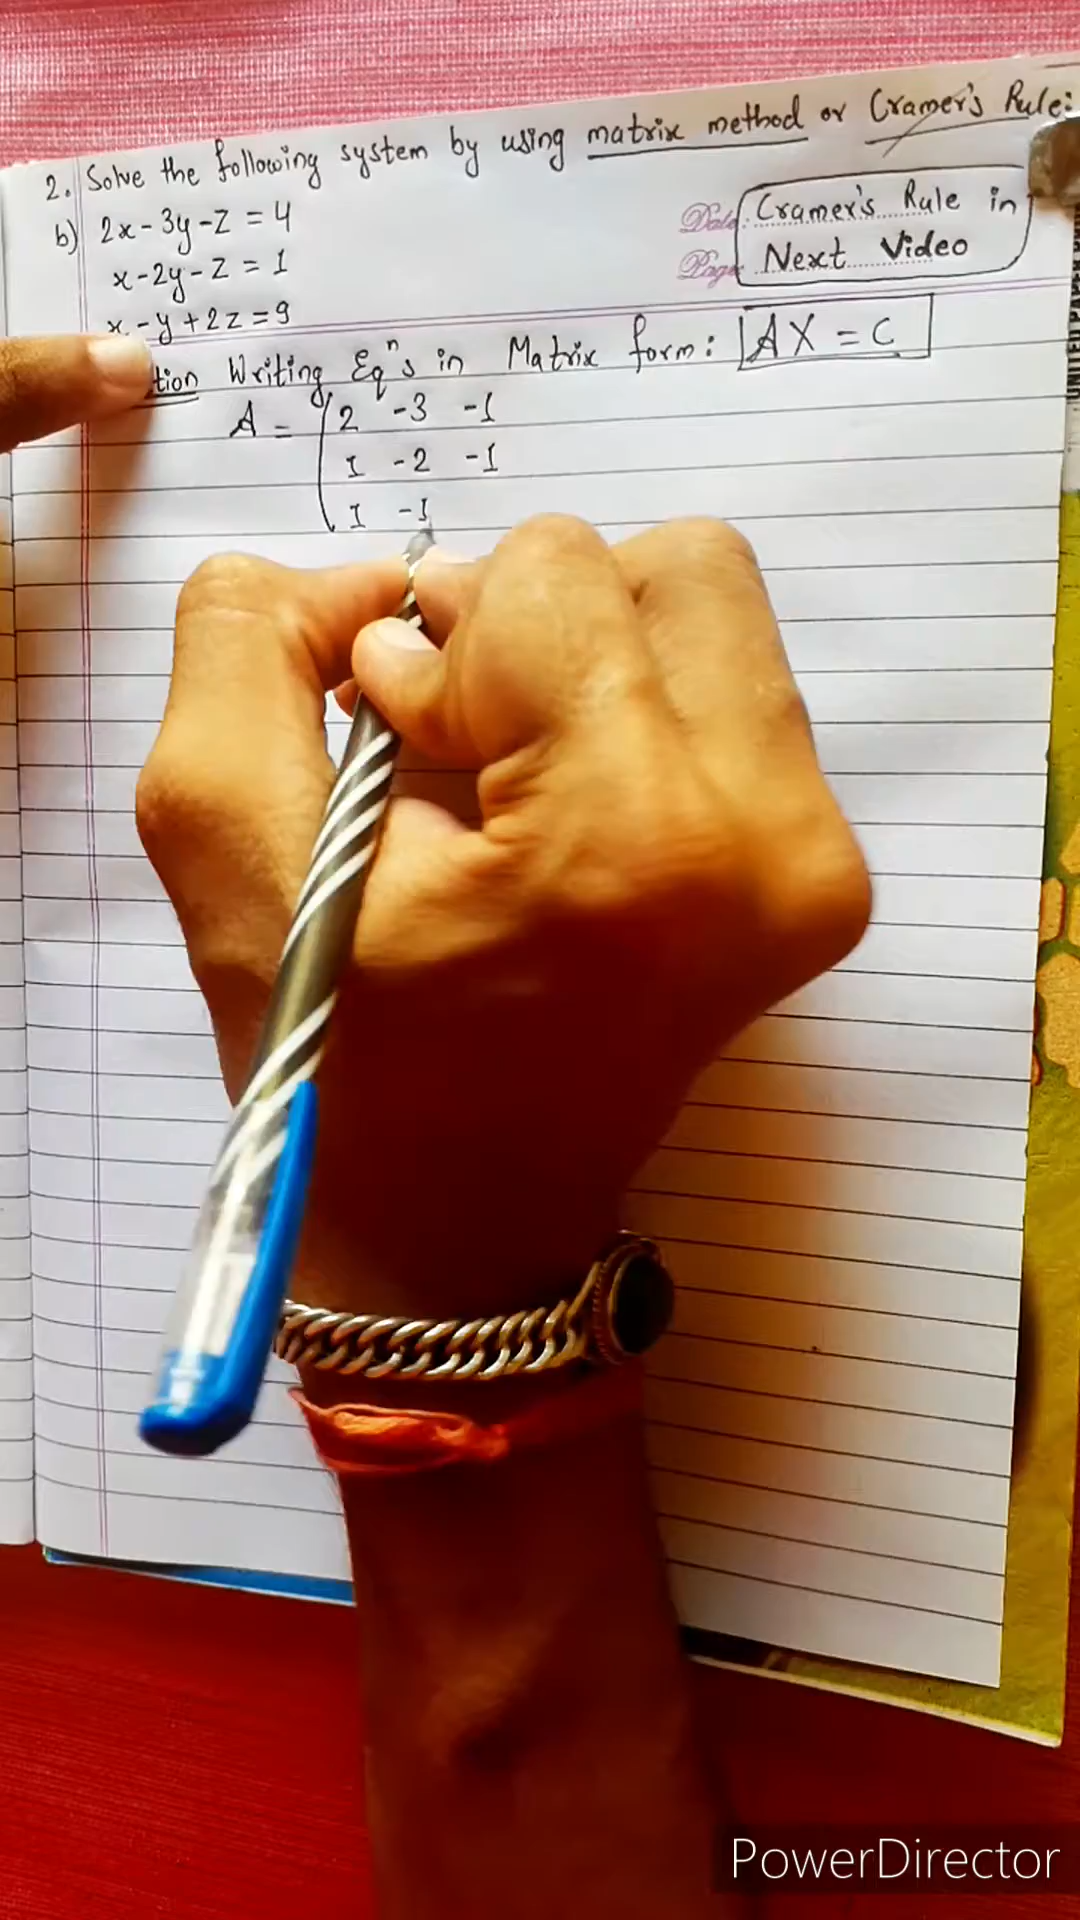 2. Solve the following system by using matrix method or Cramer's Rule:
b) 2x - 3y - z = 4
x - 2y - z = 1
x - y + 2z = 9
Date: Cramer's Rule in
Page: Next Video
tion Writing Eqⁿs in Matrix form: AX = C
A = 2 -3 -1
1 -2 -1
1 -1
PowerDirector